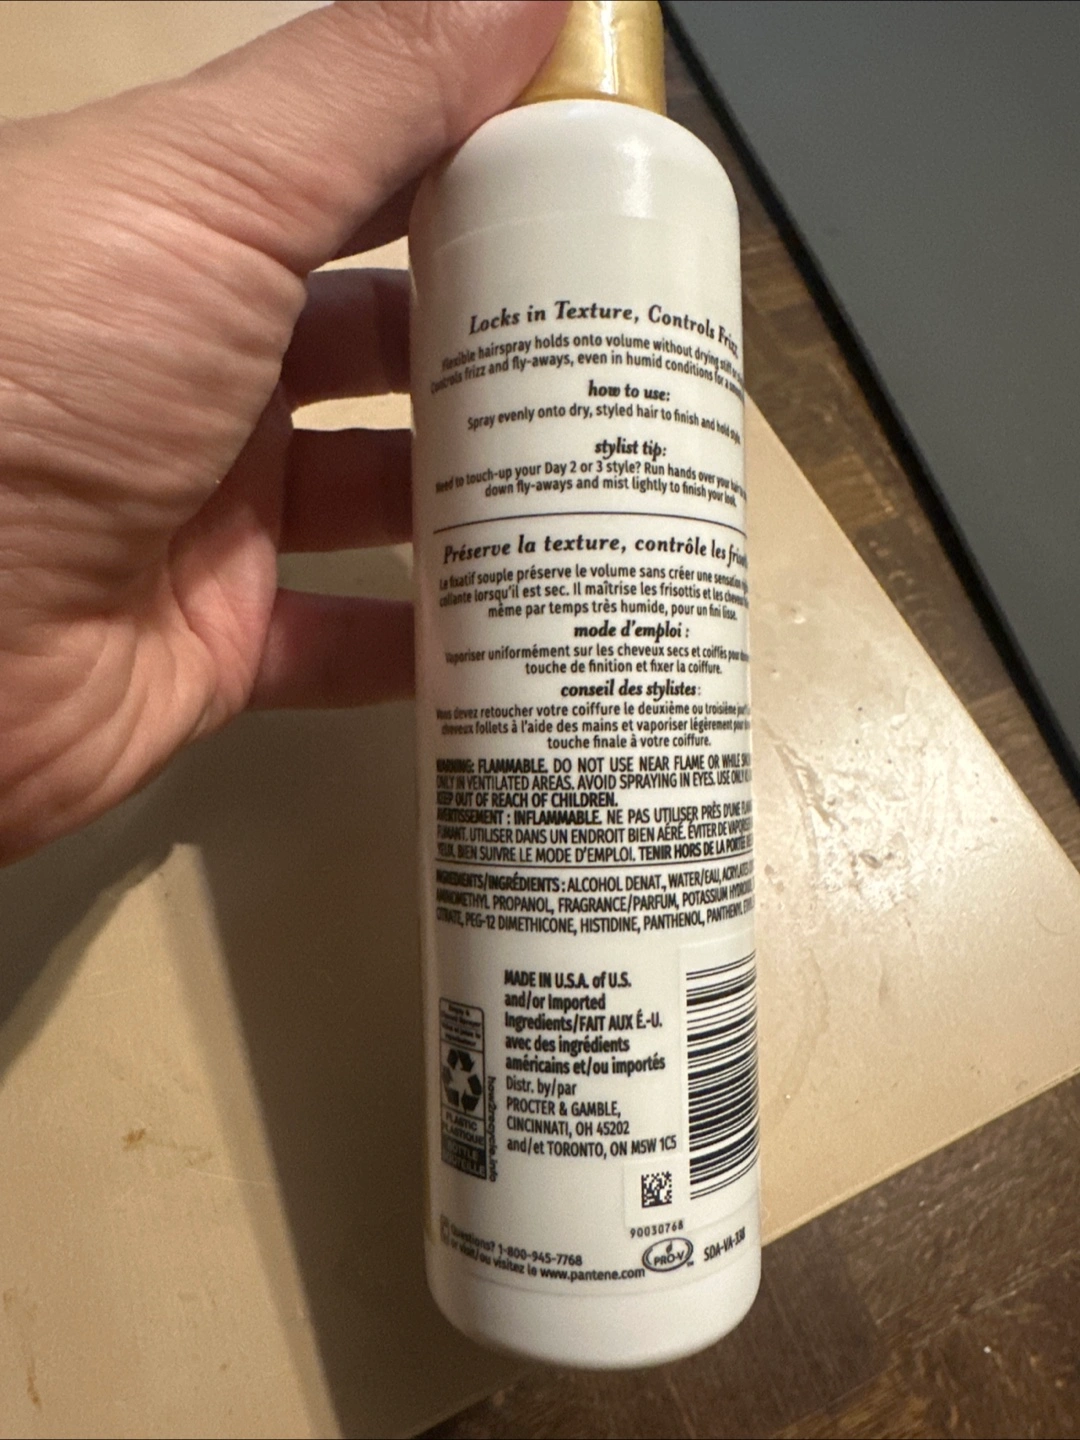 Locks in Texture, Controls Frizz
Flexible hairspray holds onto volume without drying stiff or
Controls frizz and fly-aways, even in humid conditions for a
how to use:
Spray evenly onto dry, styled hair to finish and hold style.
stylist tip:
Need to touch-up your Day 2 or 3 style? Run hands over your
down fly-aways and mist lightly to finish your look.
Préserve la texture, contrôle les
Le fixatif souple préserve le volume sans créer une sensation
collante lorsqu'il est sec. Il maîtrise les frisottis et les
même par temps très humide, pour un fini lisse.
mode d'emploi :
Vaporiser uniformément sur les cheveux secs et coiffés pour
touche de finition et fixer la coiffure.
conseil des stylistes:
Vous devez retoucher votre coiffure le deuxième ou troisième
cheveux follets à l'aide des mains et vaporiser légèrement pour
touche finale à votre coiffure.
WARNING: FLAMMABLE. DO NOT USE NEAR FLAME OR WHILE
ONLY IN VENTILATED AREAS. AVOID SPRAYING IN EYES. USE ONLY
KEEP OUT OF REACH OF CHILDREN.
AVERTISSEMENT : INFLAMMABLE. NE PAS UTILISER PRÈS D'UNE
FUMANT. UTILISER DANS UN ENDROIT BIEN AÉRÉ. ÉVITER DE
YEUX. BIEN SUIVRE LE MODE D'EMPLOI. TENIR HORS DE LA PORTÉE
INGREDIENTS/INGRÉDIENTS : ALCOHOL DENAT., WATER/EAU,
AMINOMETHYL PROPANOL, FRAGRANCE/PARFUM, POTASSIUM
CITRATE, PEG-12 DIMETHICONE, HISTIDINE, PANTHENOL, PANTHENYL
MADE IN U.S.A. of U.S.
and/or Imported
Ingredients/FAIT AUX É.-U.
avec des ingrédients
américains et/ou importés
Distr. by/par
PROCTER & GAMBLE,
CINCINNATI, OH 45202
and/et TORONTO, ON M5W 1C5
PLASTIC
PLASTIQUE
BOTTLE
BOUTEILLE
how2recycle.info
90030768
Questions? 1-800-945-7768
or visit/ou visitez le www.pantene.com
PRO-V™
SDA-VA-338